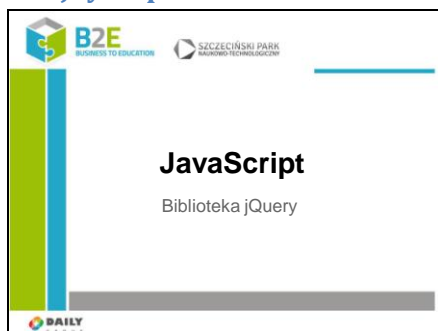 B2E
BUSINESS TO EDUCATION
SZCZECIŃSKI PARK
NAUKOWO-TECHNOLOGICZNY
JavaScript
Biblioteka jQuery
DAILY